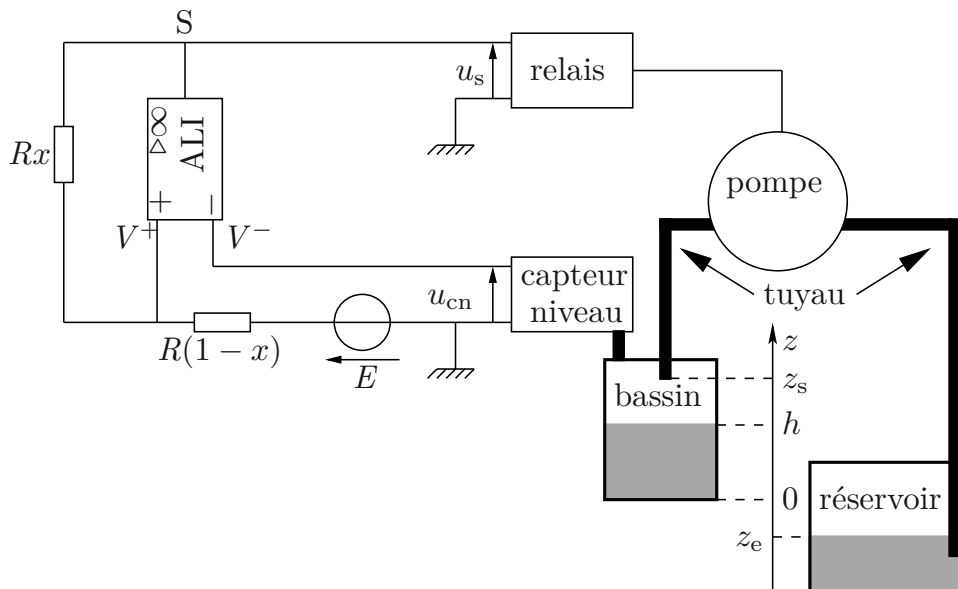 S
relais
u_s
Rx
▷∞
ALI
+
−
V⁺
V⁻
pompe
capteur
niveau
u_cn
tuyau
R(1 − x)
E
z
z_s
bassin
h
0
réservoir
z_e